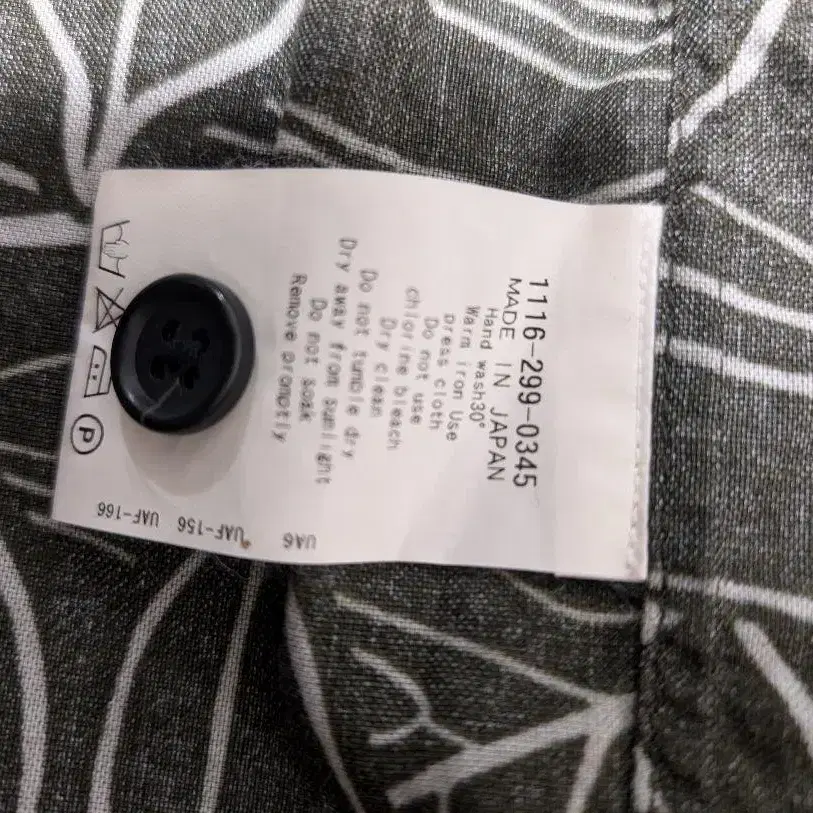 1116-299-0345
MADE IN JAPAN
Hand wash30°
Warm iron Use
Dress cloth
Do not use
chlorine bleach
Dry clean
Do not tumble dry
Dry away from sunlight
Do not soak
Remove promptly
P
UA6
UAF-156
UAF-166